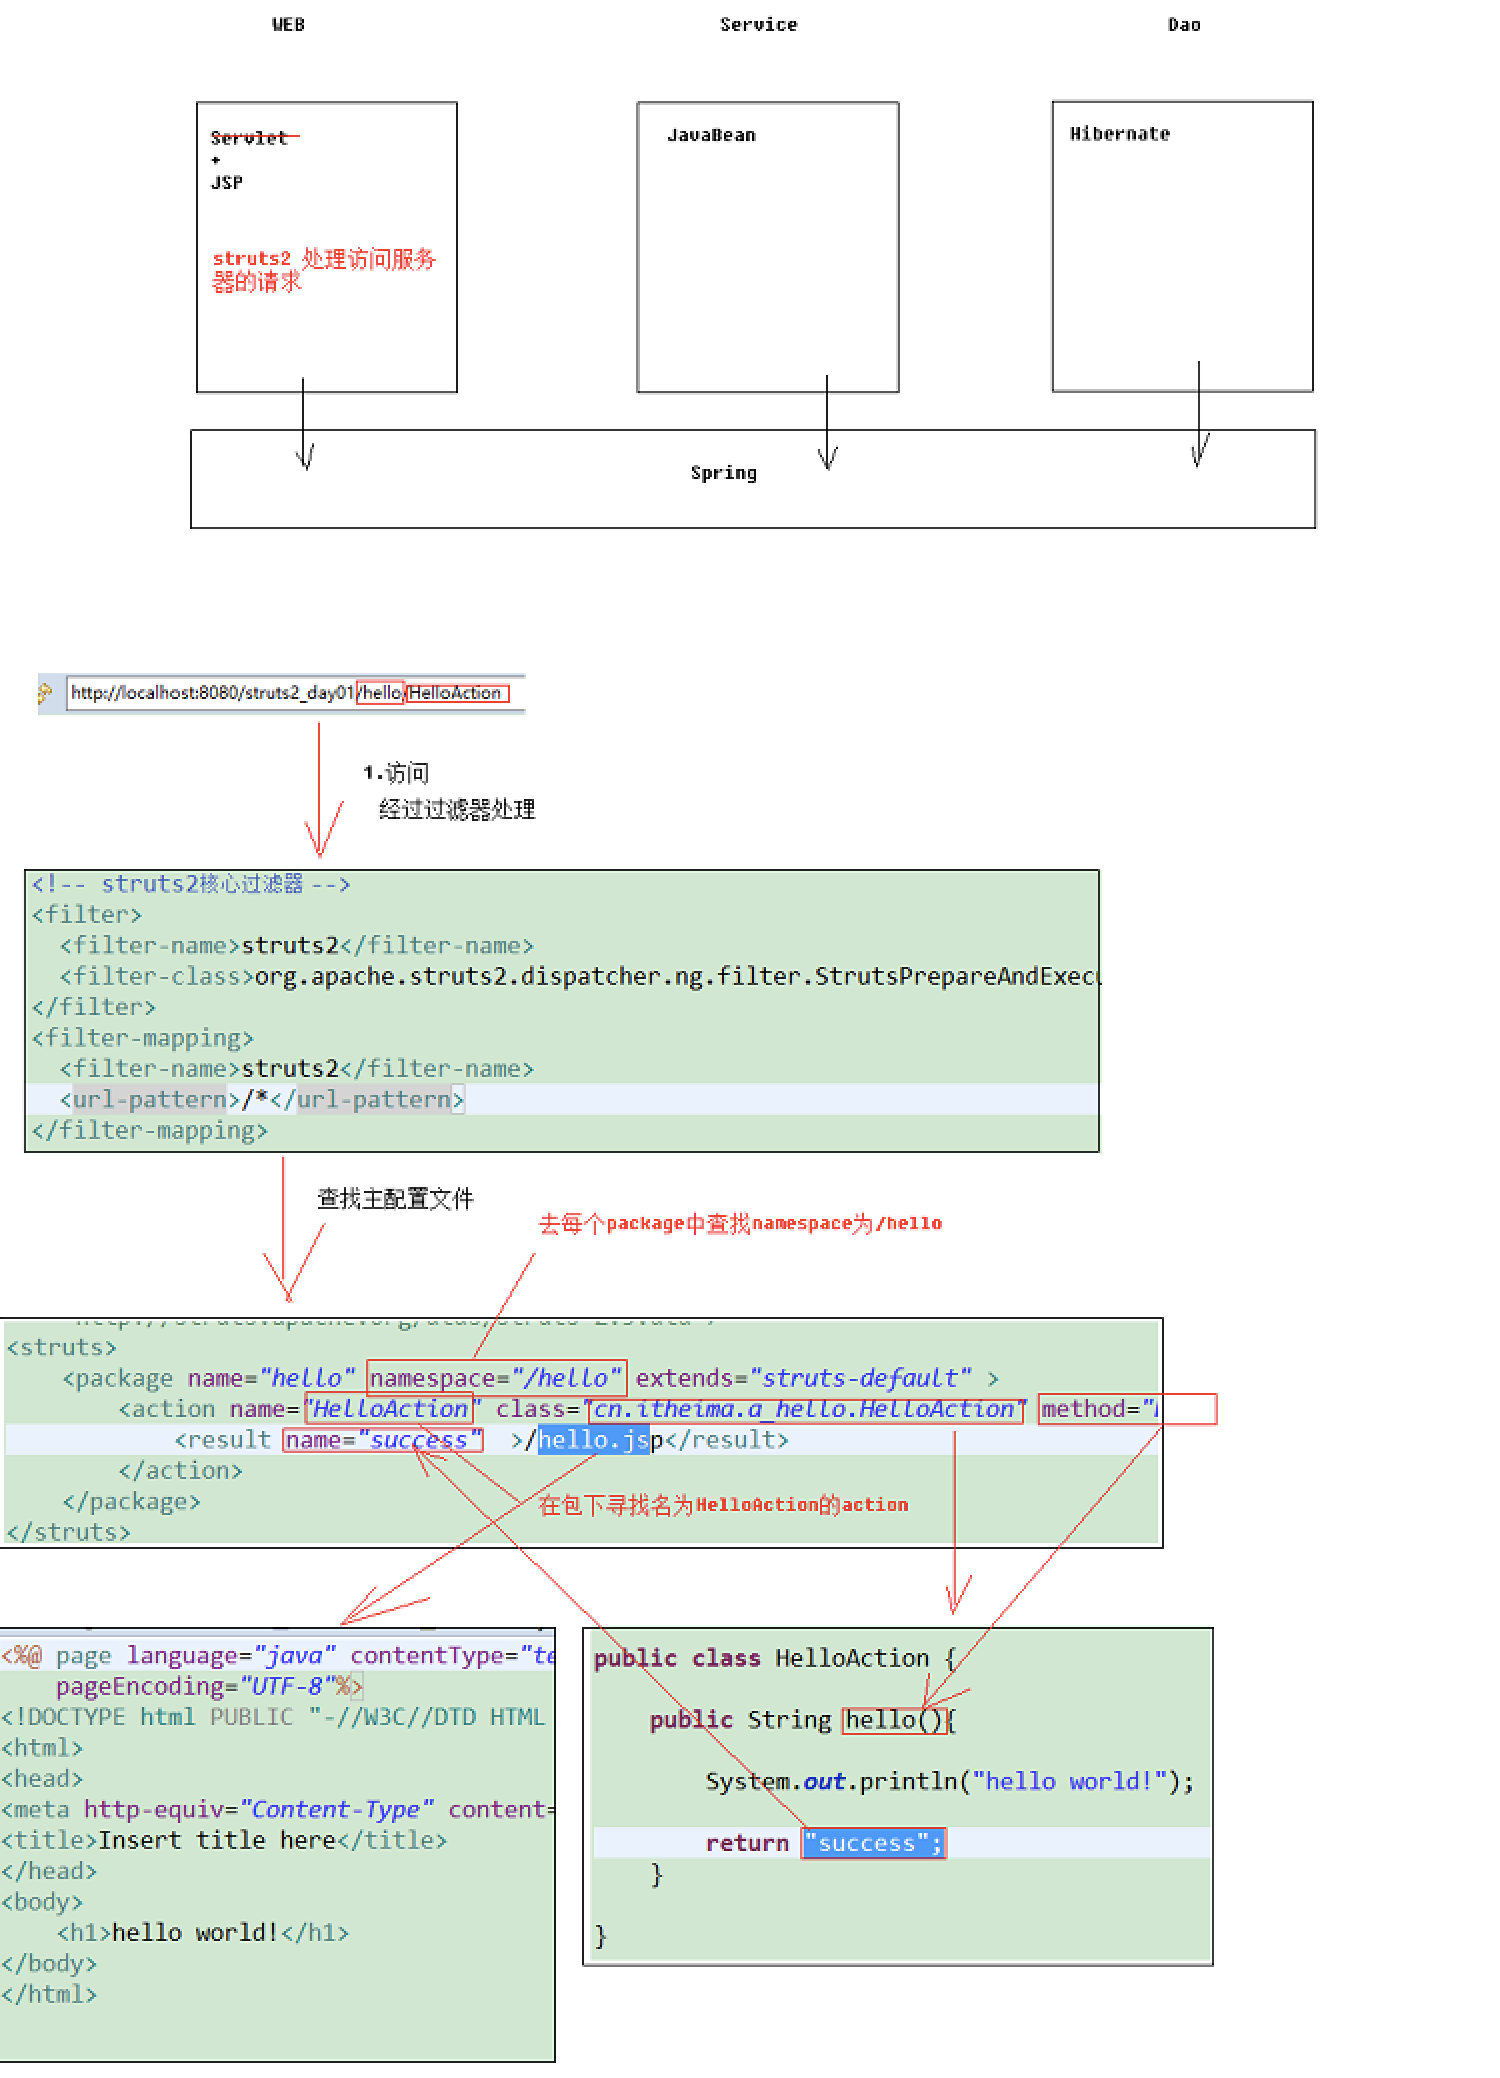 WEB
Service
Dao
Servlet
+
JSP
struts2 处理访问服务
器的请求
JavaBean
Hibernate
Spring
http://localhost:8080/struts2_day01/hello/HelloAction
1.访问
经过过滤器处理
<!-- struts2核心过滤器 -->
<filter>
<filter-name>struts2</filter-name>
<filter-class>org.apache.struts2.dispatcher.ng.filter.StrutsPrepareAndExecu
</filter>
<filter-mapping>
<filter-name>struts2</filter-name>
<url-pattern>/*</url-pattern>
</filter-mapping>
查找主配置文件
去每个package中查找namespace为/hello
<struts>
<package name="hello" namespace="/hello" extends="struts-default" >
<action name="HelloAction" class="cn.itheima.a_hello.HelloAction" method="
<result name="success" >/hello.jsp</result>
</action>
在包下寻找名为HelloAction的action
</package>
</struts>
<%@ page language="java" contentType="te
pageEncoding="UTF-8"%>
<!DOCTYPE html PUBLIC "-//W3C//DTD HTML
<html>
<head>
<meta http-equiv="Content-Type" content=
<title>Insert title here</title>
</head>
<body>
<h1>hello world!</h1>
</body>
</html>
public class HelloAction {
public String hello(){
System.out.println("hello world!");
return "success";
}
}